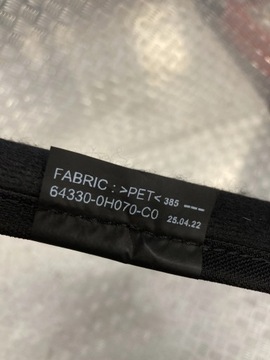 FABRIC : >PET< 385 ---
64330-0H070-C0 25.04.22